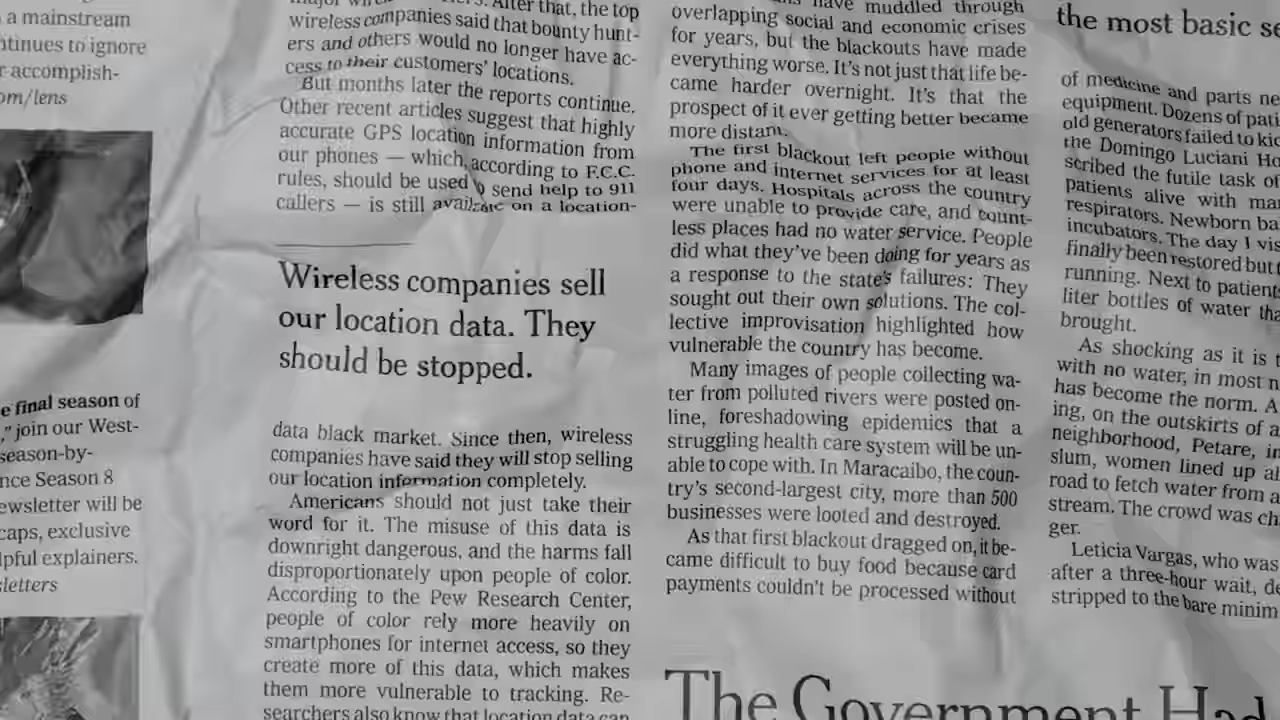 a mainstream
ntinues to ignore
r accomplish-
om/lens
e final season of
," join our West-
season-by-
nce Season 8
ewsletter will be
caps, exclusive
lpful explainers.
sletters
After that, the top
wireless companies said that bounty hunt-
ers and others would no longer have ac-
cess to their customers' locations.
But months later the reports continue.
Other recent articles suggest that highly
accurate GPS location information from
our phones — which, according to F.C.C.
rules, should be used to send help to 911
callers — is still available on a location-
Wireless companies sell
our location data. They
should be stopped.
data black market. Since then, wireless
companies have said they will stop selling
our location information completely.
Americans should not just take their
word for it. The misuse of this data is
downright dangerous, and the harms fall
disproportionately upon people of color.
According to the Pew Research Center,
people of color rely more heavily on
smartphones for internet access, so they
create more of this data, which makes
them more vulnerable to tracking. Re-
searchers also know that location data can
have muddled through
overlapping social and economic crises
for years, but the blackouts have made
everything worse. It's not just that life be-
came harder overnight. It's that the
prospect of it ever getting better became
more distant.
The first blackout left people without
phone and internet services for at least
four days. Hospitals across the country
were unable to provide care, and count-
less places had no water service. People
did what they've been doing for years as
a response to the state's failures: They
sought out their own solutions. The col-
lective improvisation highlighted how
vulnerable the country has become.
Many images of people collecting wa-
ter from polluted rivers were posted on-
line, foreshadowing epidemics that a
struggling health care system will be un-
able to cope with. In Maracaibo, the coun-
try's second-largest city, more than 500
businesses were looted and destroyed.
As that first blackout dragged on, it be-
came difficult to buy food because card
payments couldn't be processed without
The Government Had
the most basic se
of medicine and parts ne
equipment. Dozens of pati
old generators failed to kic
the Domingo Luciani Ho
scribed the futile task of
patients alive with man
respirators. Newborn ba
incubators. The day I vis
finally been restored but t
running. Next to patient
liter bottles of water tha
brought.
As shocking as it is t
with no water, in most n
has become the norm. A
ing, on the outskirts of a
neighborhood, Petare, in
slum, women lined up al
road to fetch water from a
stream. The crowd was ch
ger.
Leticia Vargas, who was
after a three-hour wait, de
stripped to the bare minim